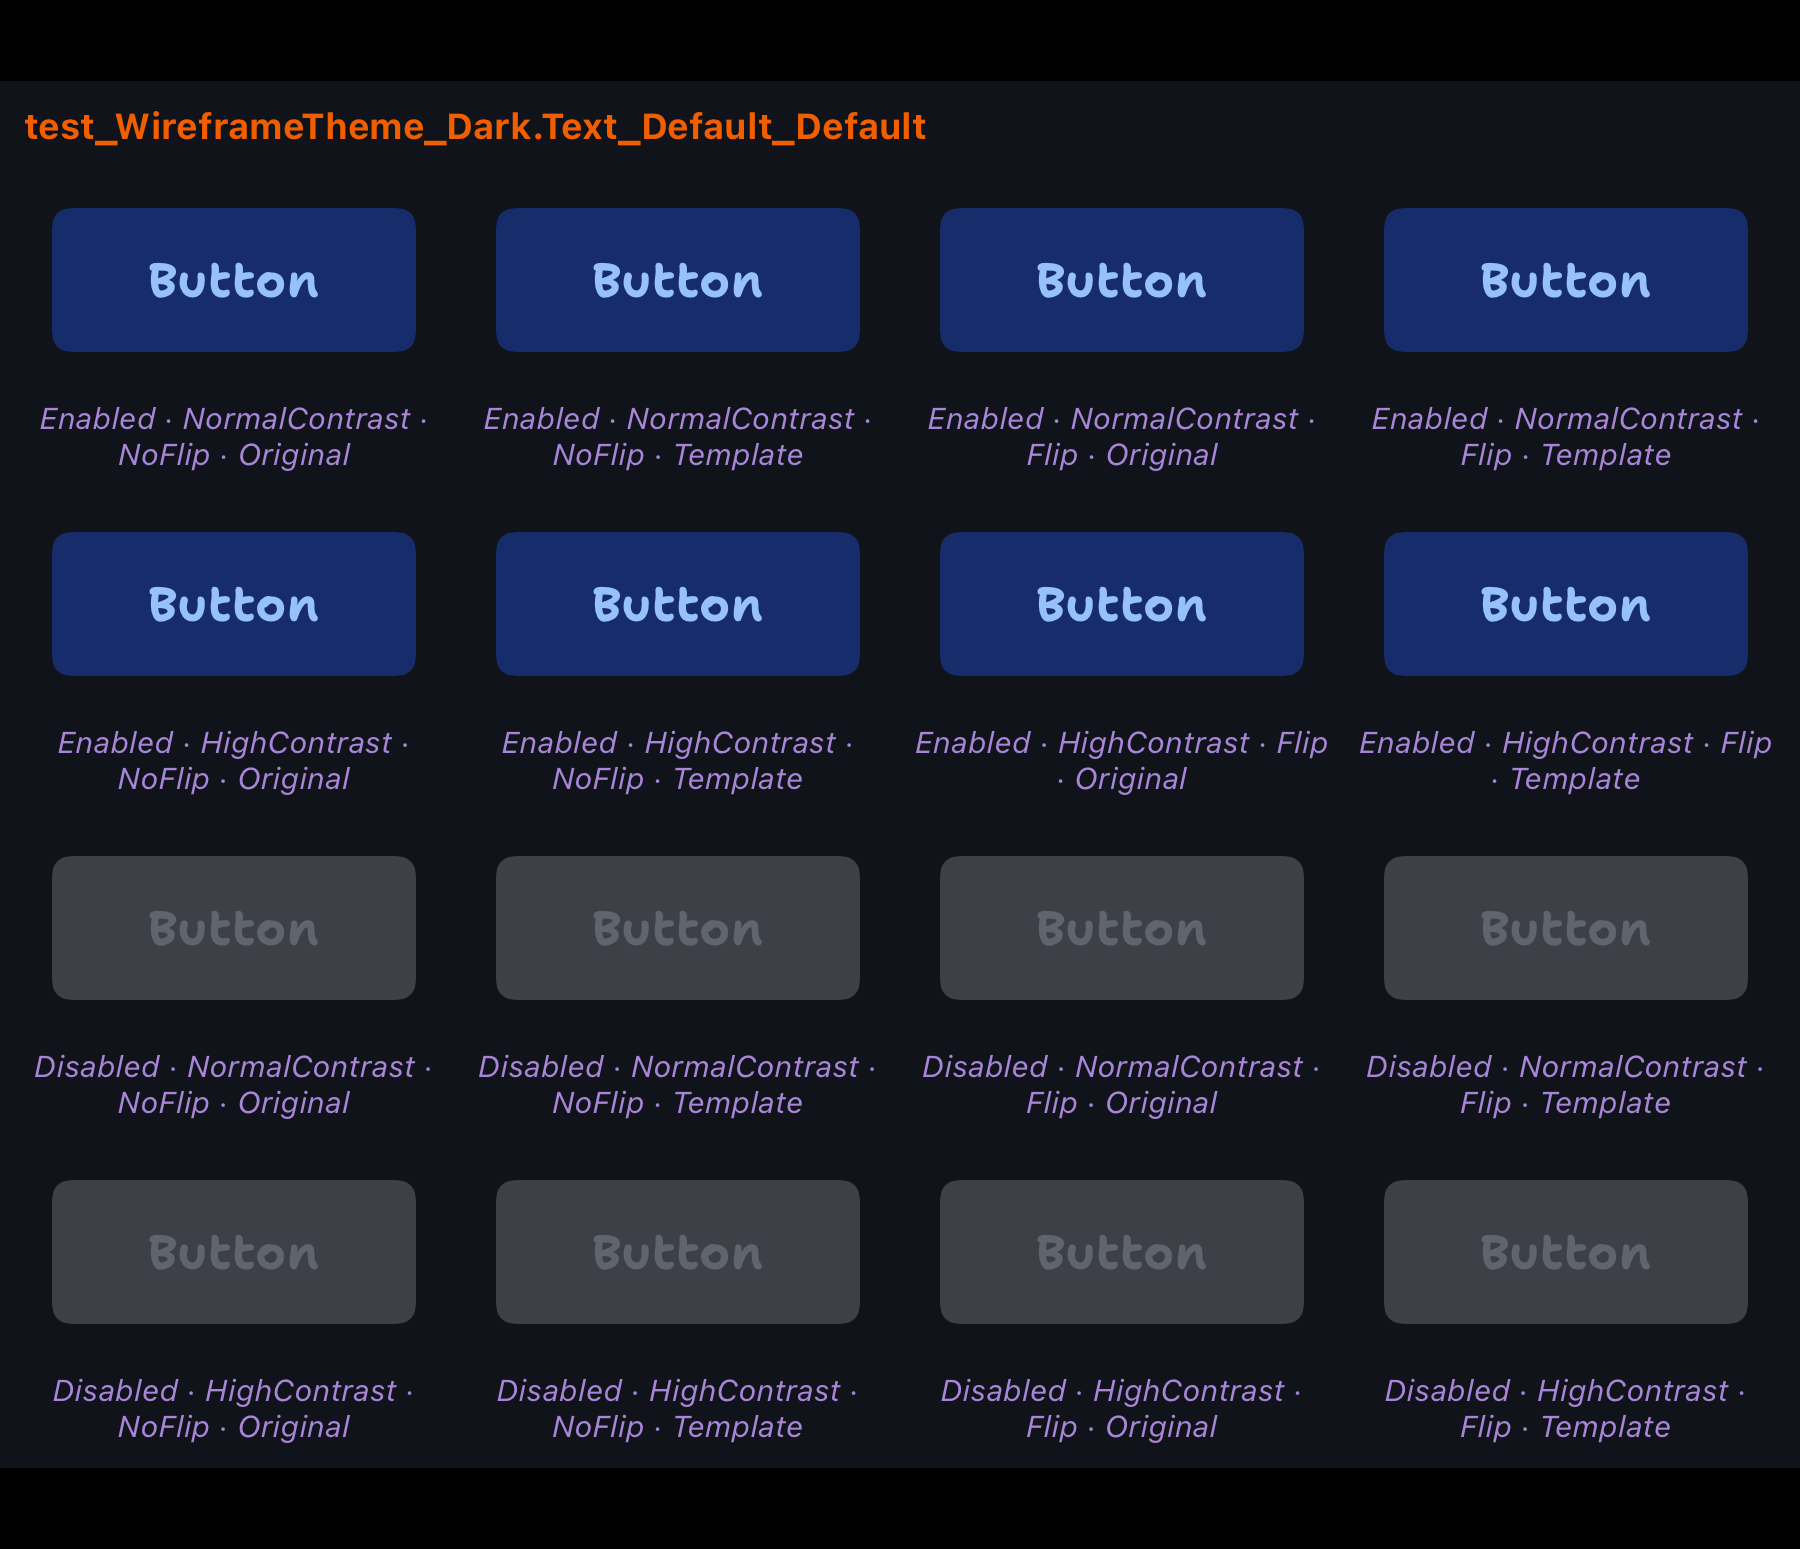 test_WireframeTheme_Dark.Text_Default_Default
Button
Button
Button
Button
Enabled · NormalContrast ·
NoFlip · Original
Enabled · NormalContrast ·
NoFlip · Template
Enabled · NormalContrast ·
Flip · Original
Enabled · NormalContrast ·
Flip · Template
Button
Button
Button
Button
Enabled · HighContrast ·
NoFlip · Original
Enabled · HighContrast ·
NoFlip · Template
Enabled · HighContrast · Flip
· Original
Enabled · HighContrast · Flip
· Template
Button
Button
Button
Button
Disabled · NormalContrast ·
NoFlip · Original
Disabled · NormalContrast ·
NoFlip · Template
Disabled · NormalContrast ·
Flip · Original
Disabled · NormalContrast ·
Flip · Template
Button
Button
Button
Button
Disabled · HighContrast ·
NoFlip · Original
Disabled · HighContrast ·
NoFlip · Template
Disabled · HighContrast ·
Flip · Original
Disabled · HighContrast ·
Flip · Template